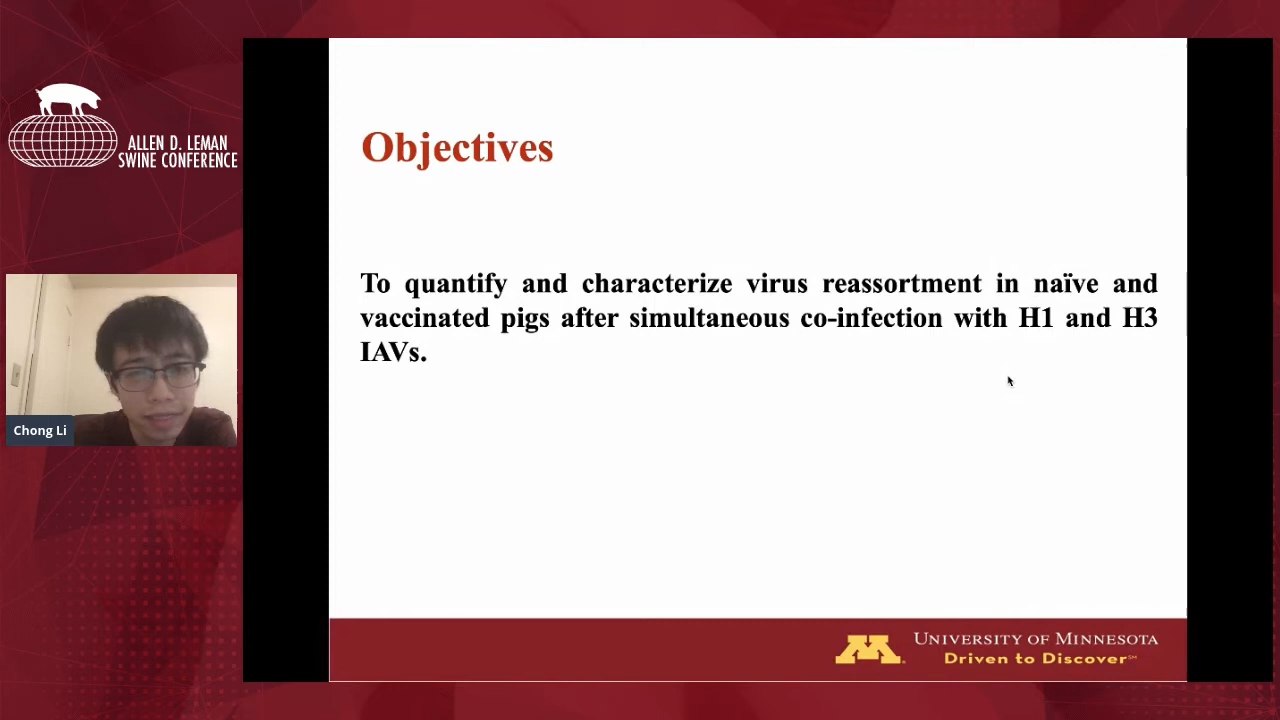 ALLEN D. LEMAN
SWINE CONFERENCE
Chong Li
Objectives
To quantify and characterize virus reassortment in naïve and
vaccinated pigs after simultaneous co-infection with H1 and H3
IAVs.
UNIVERSITY OF MINNESOTA
Driven to Discover℠